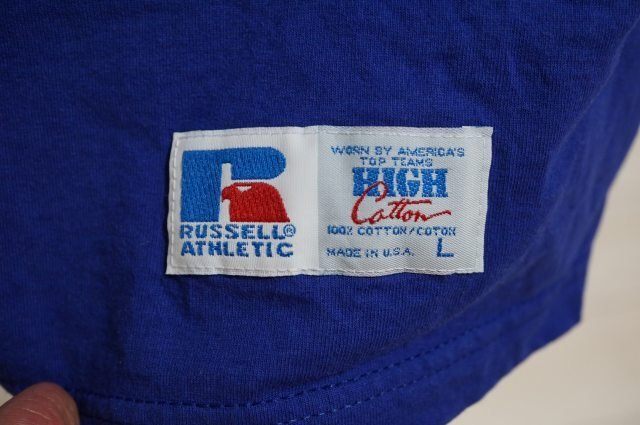 RUSSELL®
ATHLETIC
WORN BY AMERICA'S
TOP TEAMS
HIGH
Cotton
100% COTTON/COTON
MADE IN U.S.A. L